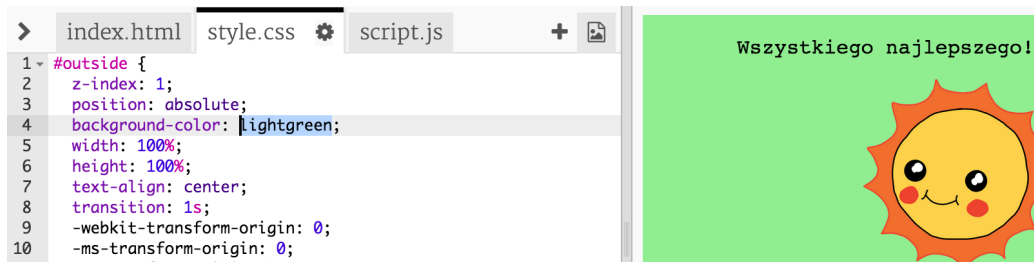 index.html style.css script.js
1 #outside {
2 z-index: 1;
3 position: absolute;
4 background-color: lightgreen;
5 width: 100%;
6 height: 100%;
7 text-align: center;
8 transition: 1s;
9 -webkit-transform-origin: 0;
10 -ms-transform-origin: 0;
Wszystkiego najlepszego!